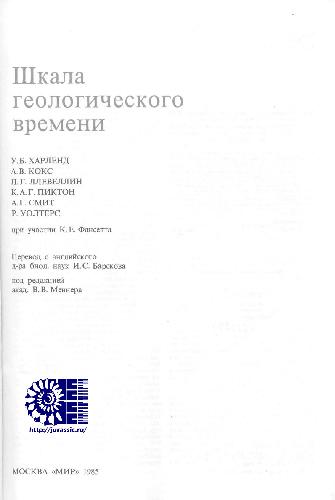 Шкала
геологического
времени
У.Б. ХАРЛЕНД
А.В. КОКС
П.Г. ЛЛЕВЕЛЛИН
К.А.Г. ПИКТОН
А.Г. СМИТ
Р. УОЛТЕРС
при участии К.Е. Фансетта
Перевод с английского
д-ра биол. наук И.С. Барскова
под редакцией
акад. В.В. Меннера
http://jurassic.ru/
МОСКВА «МИР» 1985